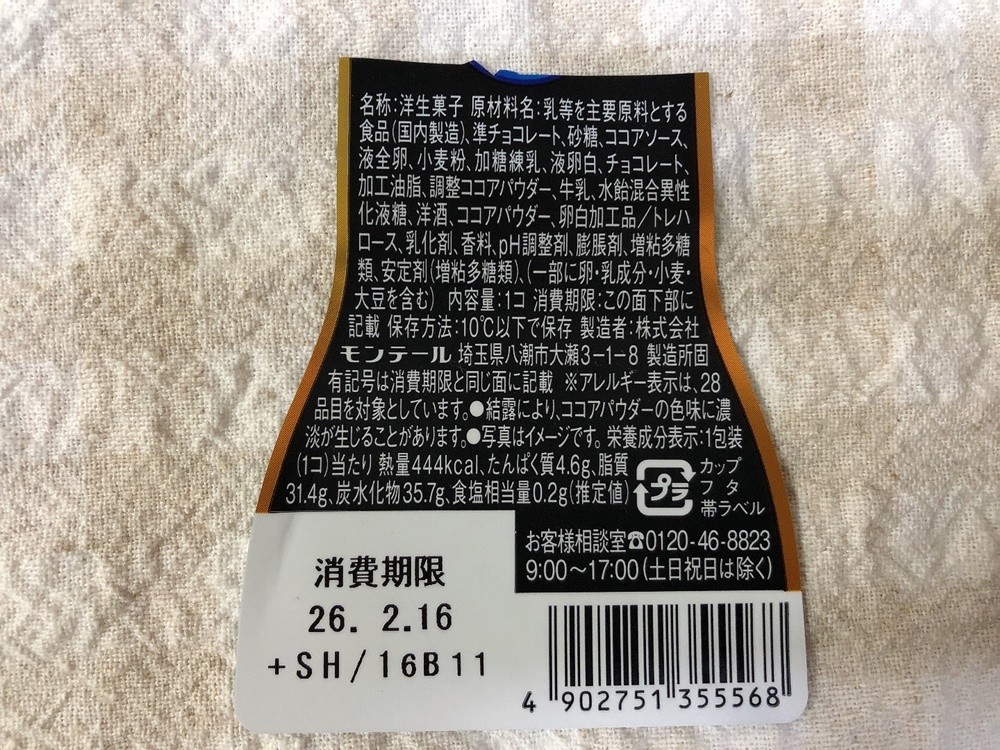 名称:洋生菓子 原材料名:乳等を主要原料とする
食品(国内製造)、準チョコレート、砂糖、ココアソース、
液全卵、小麦粉、加糖練乳、液卵白、チョコレート、
加工油脂、調整ココアパウダー、牛乳、水飴混合異性
化液糖、洋酒、ココアパウダー、卵白加工品/トレハ
ロース、乳化剤、香料、pH調整剤、膨脹剤、増粘多糖
類、安定剤(増粘多糖類)、(一部に卵・乳成分・小麦・
大豆を含む) 内容量:1コ 消費期限:この面下部に
記載 保存方法:10℃以下で保存 製造者:株式会社
モンテール 埼玉県八潮市大瀬3-1-8 製造所固
有記号は消費期限と同じ面に記載 ※アレルギー表示は、28
品目を対象としています。●結露により、ココアパウダーの色味に濃
淡が生じることがあります。●写真はイメージです。栄養成分表示:1包装
(1コ)当たり 熱量444kcal、たんぱく質4.6g、脂質
31.4g、炭水化物35.7g、食塩相当量0.2g(推定値)
プラ
カップ
フタ
帯ラベル
お客様相談室☎0120-46-8823
9:00〜17:00(土日祝日は除く)
消費期限
26. 2.16
+SH/16B11
4 902751 355568